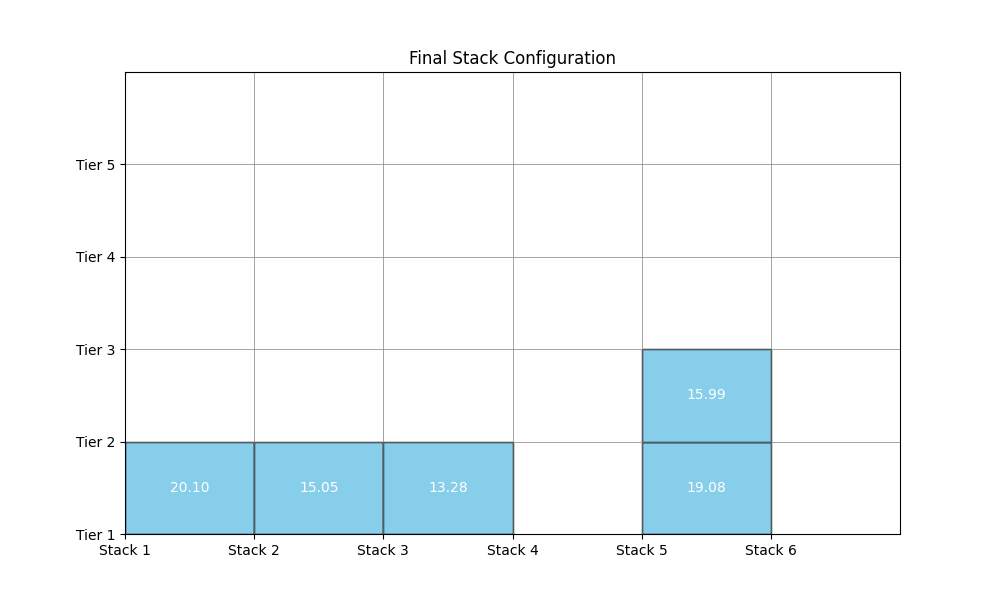 Final Stack Configuration
Tier 5
Tier 4
Tier 3
15.99
Tier 2
20.10 15.05 13.28 19.08
Tier 1
Stack 1 Stack 2 Stack 3 Stack 4 Stack 5 Stack 6